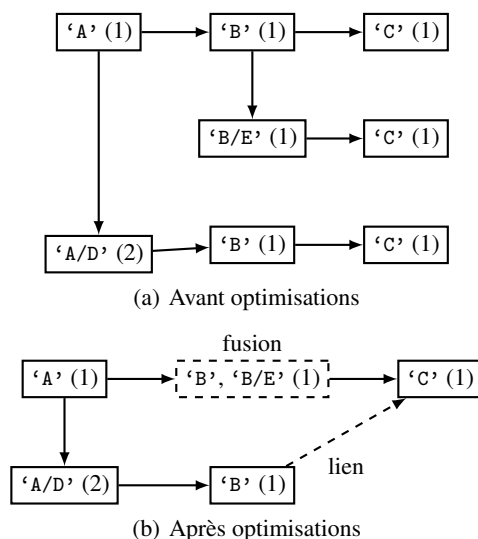 ‘A’ (1) ‘B’ (1) ‘C’ (1)
‘B/E’ (1) ‘C’ (1)
‘A/D’ (2) ‘B’ (1) ‘C’ (1)
(a) Avant optimisations
fusion
‘A’ (1) ‘B’, ‘B/E’ (1) ‘C’ (1)
lien
‘A/D’ (2) ‘B’ (1)
(b) Après optimisations